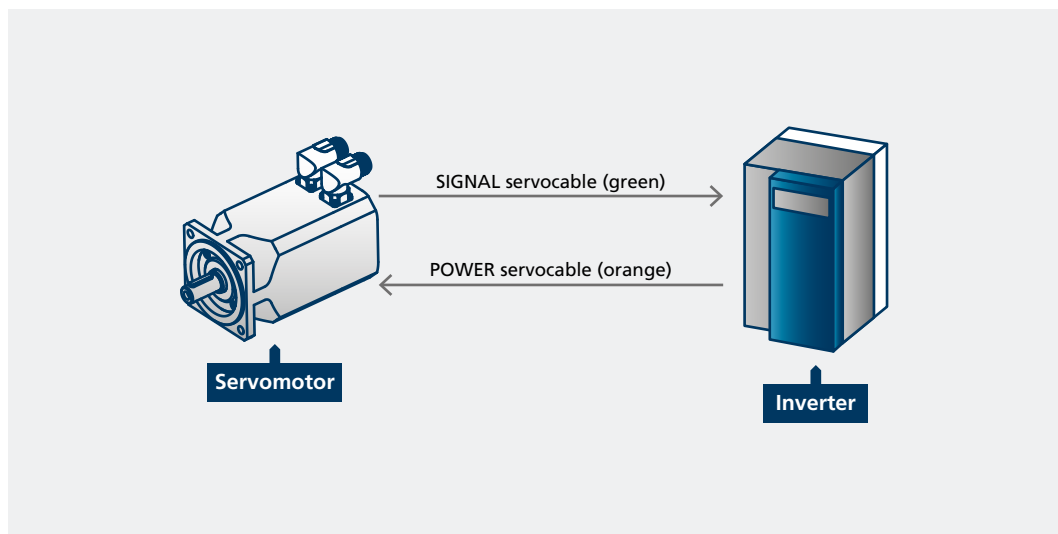 SIGNAL servocable (green)
POWER servocable (orange)
Servomotor
Inverter